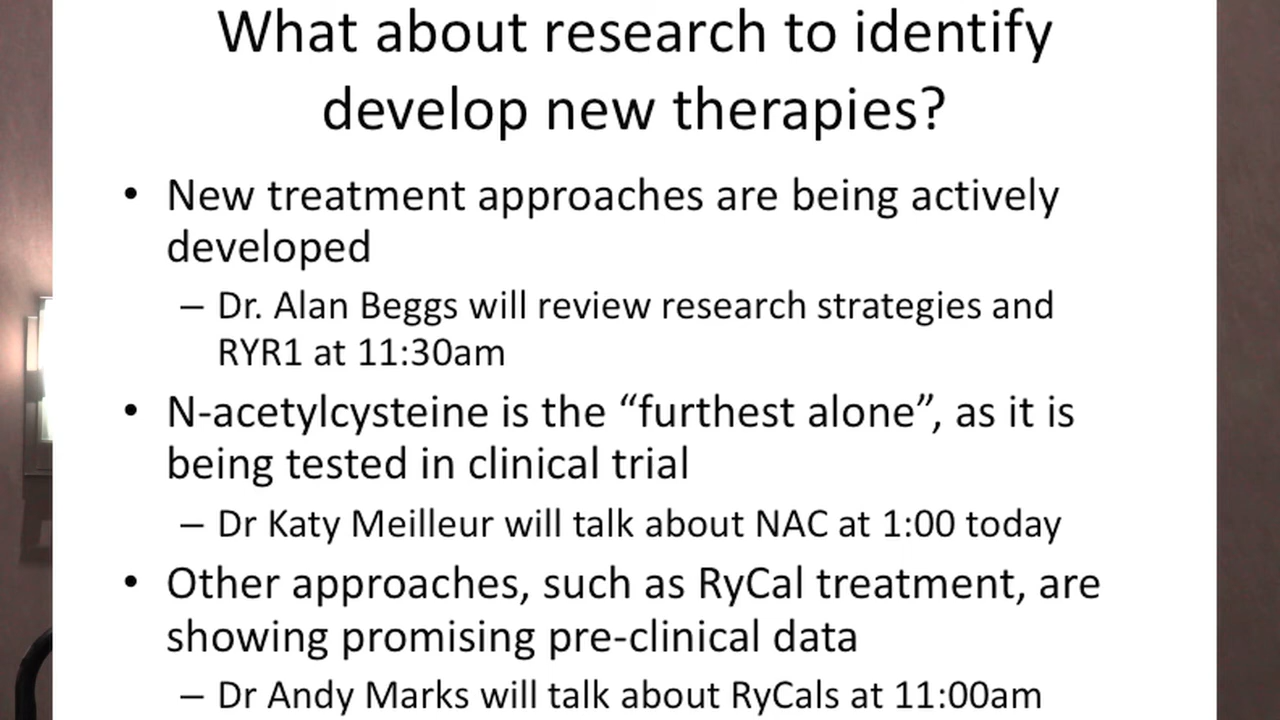 What about research to identify
develop new therapies?
• New treatment approaches are being actively
developed
– Dr. Alan Beggs will review research strategies and
RYR1 at 11:30am
• N-acetylcysteine is the “furthest alone”, as it is
being tested in clinical trial
– Dr Katy Meilleur will talk about NAC at 1:00 today
• Other approaches, such as RyCal treatment, are
showing promising pre-clinical data
– Dr Andy Marks will talk about RyCals at 11:00am